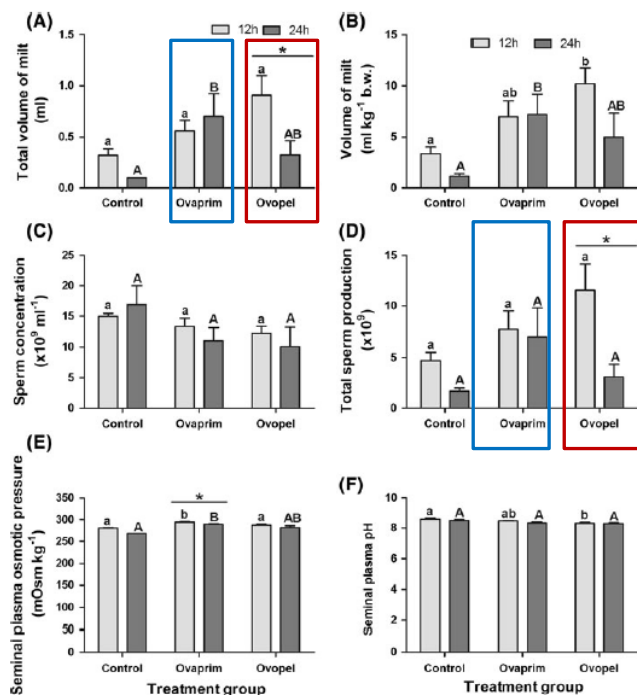 (A)
12h 24h
Total volume of milt
(ml)
1.5
1.0
0.5
0.0
a
A
a
B
a
*
AB
Control Ovaprim Ovopel
(B)
12h 24h
Volume of milt
(ml kg-1 b.w.)
15
10
5
0
a
A
ab
B
b
AB
Control Ovaprim Ovopel
(C)
Sperm concentration
(x10⁹ ml⁻¹)
25
20
15
10
5
0
a
A
a
A
a
A
Control Ovaprim Ovopel
(D)
Total sperm production
(x10⁹)
15
10
5
0
a
A
a
A
a
*
A
Control Ovaprim Ovopel
(E)
Seminal plasma osmotic pressure
(mOsm kg⁻¹)
350
300
250
200
150
100
50
0
a
A
*
b
B
a
AB
Control Ovaprim Ovopel
Treatment group
(F)
Seminal plasma pH
10
8
6
4
2
0
a
A
ab
A
b
A
Control Ovaprim Ovopel
Treatment group